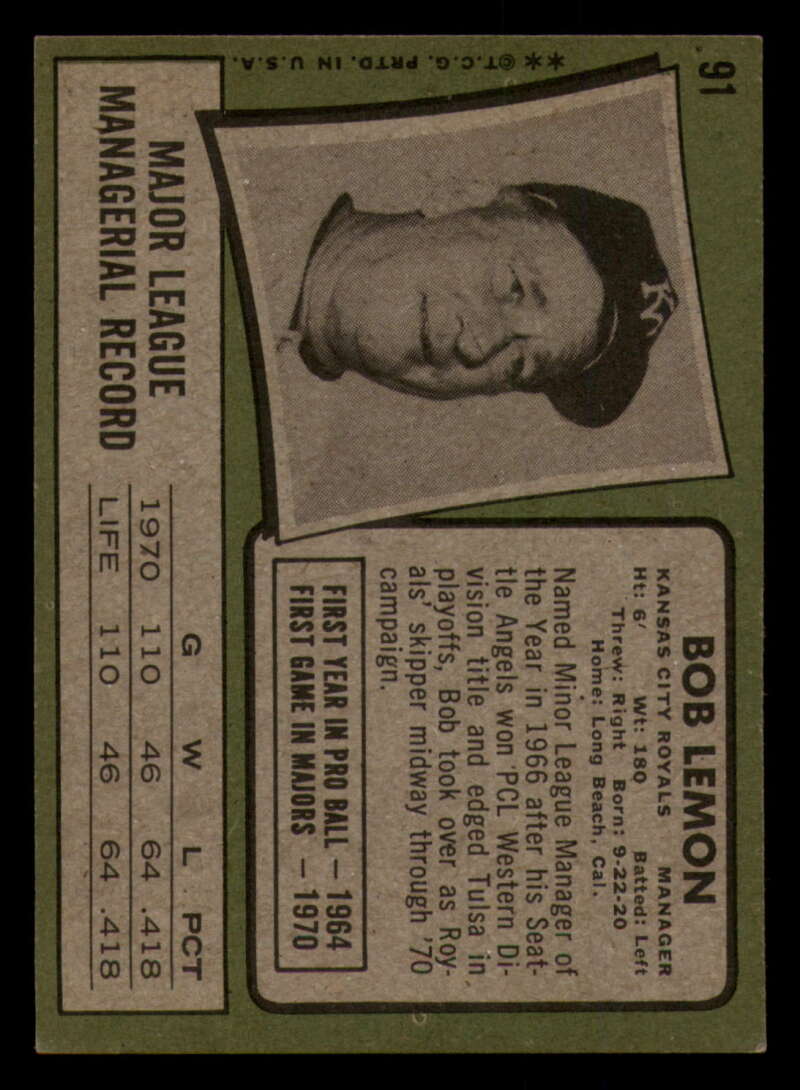 91
**©T.C.G. PRTD. IN U.S.A.
KC
BOB LEMON
KANSAS CITY ROYALS MANAGER
Ht: 6' Wt: 180 Batted: Left
Threw: Right Born: 9-22-20
Home: Long Beach, Cal.
Named Minor League Manager of
the Year in 1966 after his Seat-
tle Angels won PCL Western Di-
vision title and edged Tulsa in
playoffs, Bob took over as Roy-
als' skipper midway through '70
campaign.
FIRST YEAR IN PRO BALL — 1964
FIRST GAME IN MAJORS — 1970
MAJOR LEAGUE
MANAGERIAL RECORD
G W L PCT
1970 110 46 64 .418
LIFE 110 46 64 .418